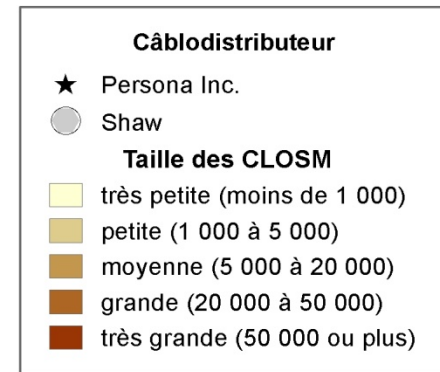 Câblodistributeur
Persona Inc.
Shaw
Taille des CLOSM
très petite (moins de 1 000)
petite (1 000 à 5 000)
moyenne (5 000 à 20 000)
grande (20 000 à 50 000)
très grande (50 000 ou plus)